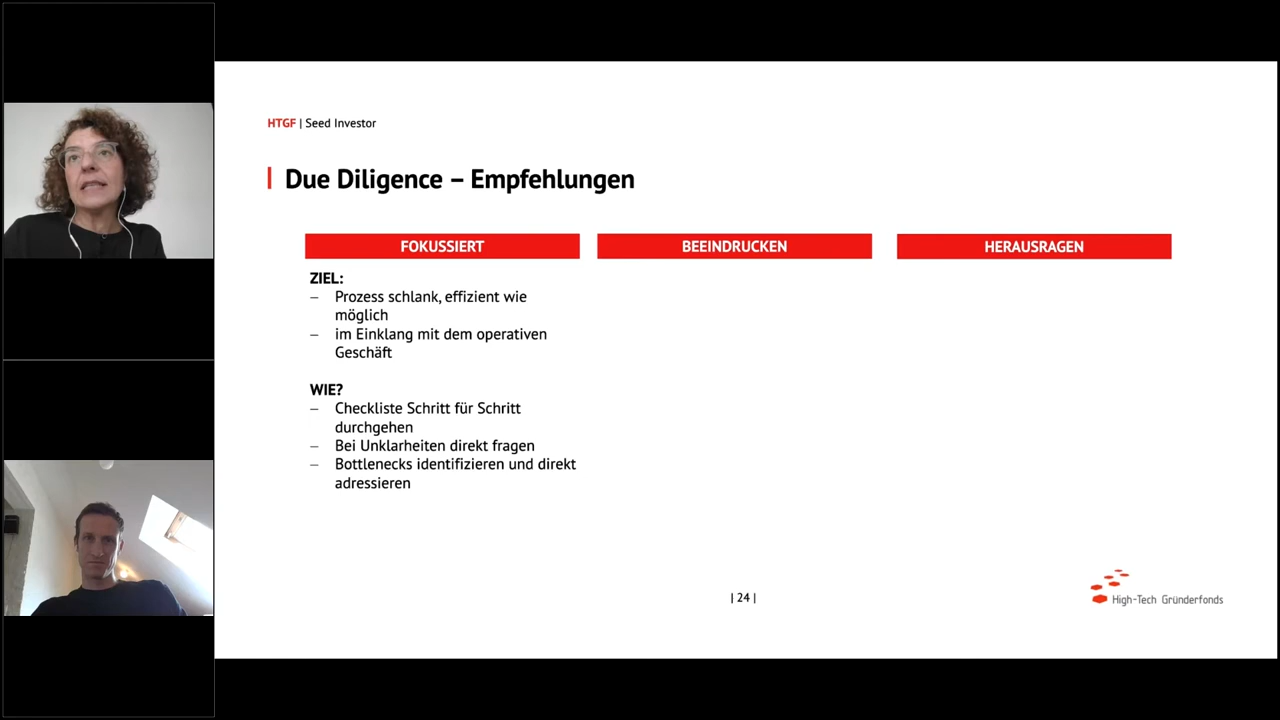 HTGF | Seed Investor
Due Diligence – Empfehlungen
FOKUSSIERT
BEEINDRUCKEN
HERAUSRAGEN
ZIEL:
– Prozess schlank, effizient wie
möglich
– im Einklang mit dem operativen
Geschäft
WIE?
– Checkliste Schritt für Schritt
durchgehen
– Bei Unklarheiten direkt fragen
– Bottlenecks identifizieren und direkt
adressieren
| 24 |
High-Tech Gründerfonds